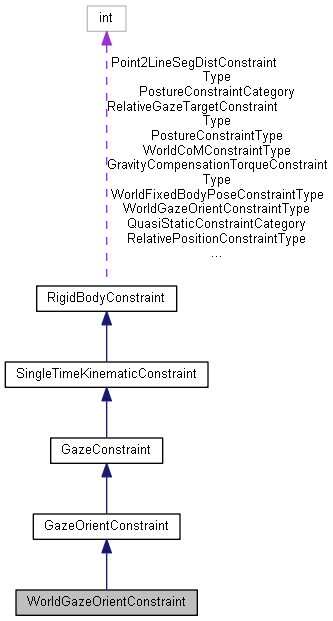 int
Point2LineSegDistConstraint
Type
PostureConstraintCategory
RelativeGazeTargetConstraint
Type
PostureConstraintType
WorldCoMConstraintType
GravityCompensationTorqueConstraint
Type
WorldFixedBodyPoseConstraintType
WorldGazeOrientConstraintType
QuasiStaticConstraintCategory
RelativePositionConstraintType
...
RigidBodyConstraint
SingleTimeKinematicConstraint
GazeConstraint
GazeOrientConstraint
WorldGazeOrientConstraint